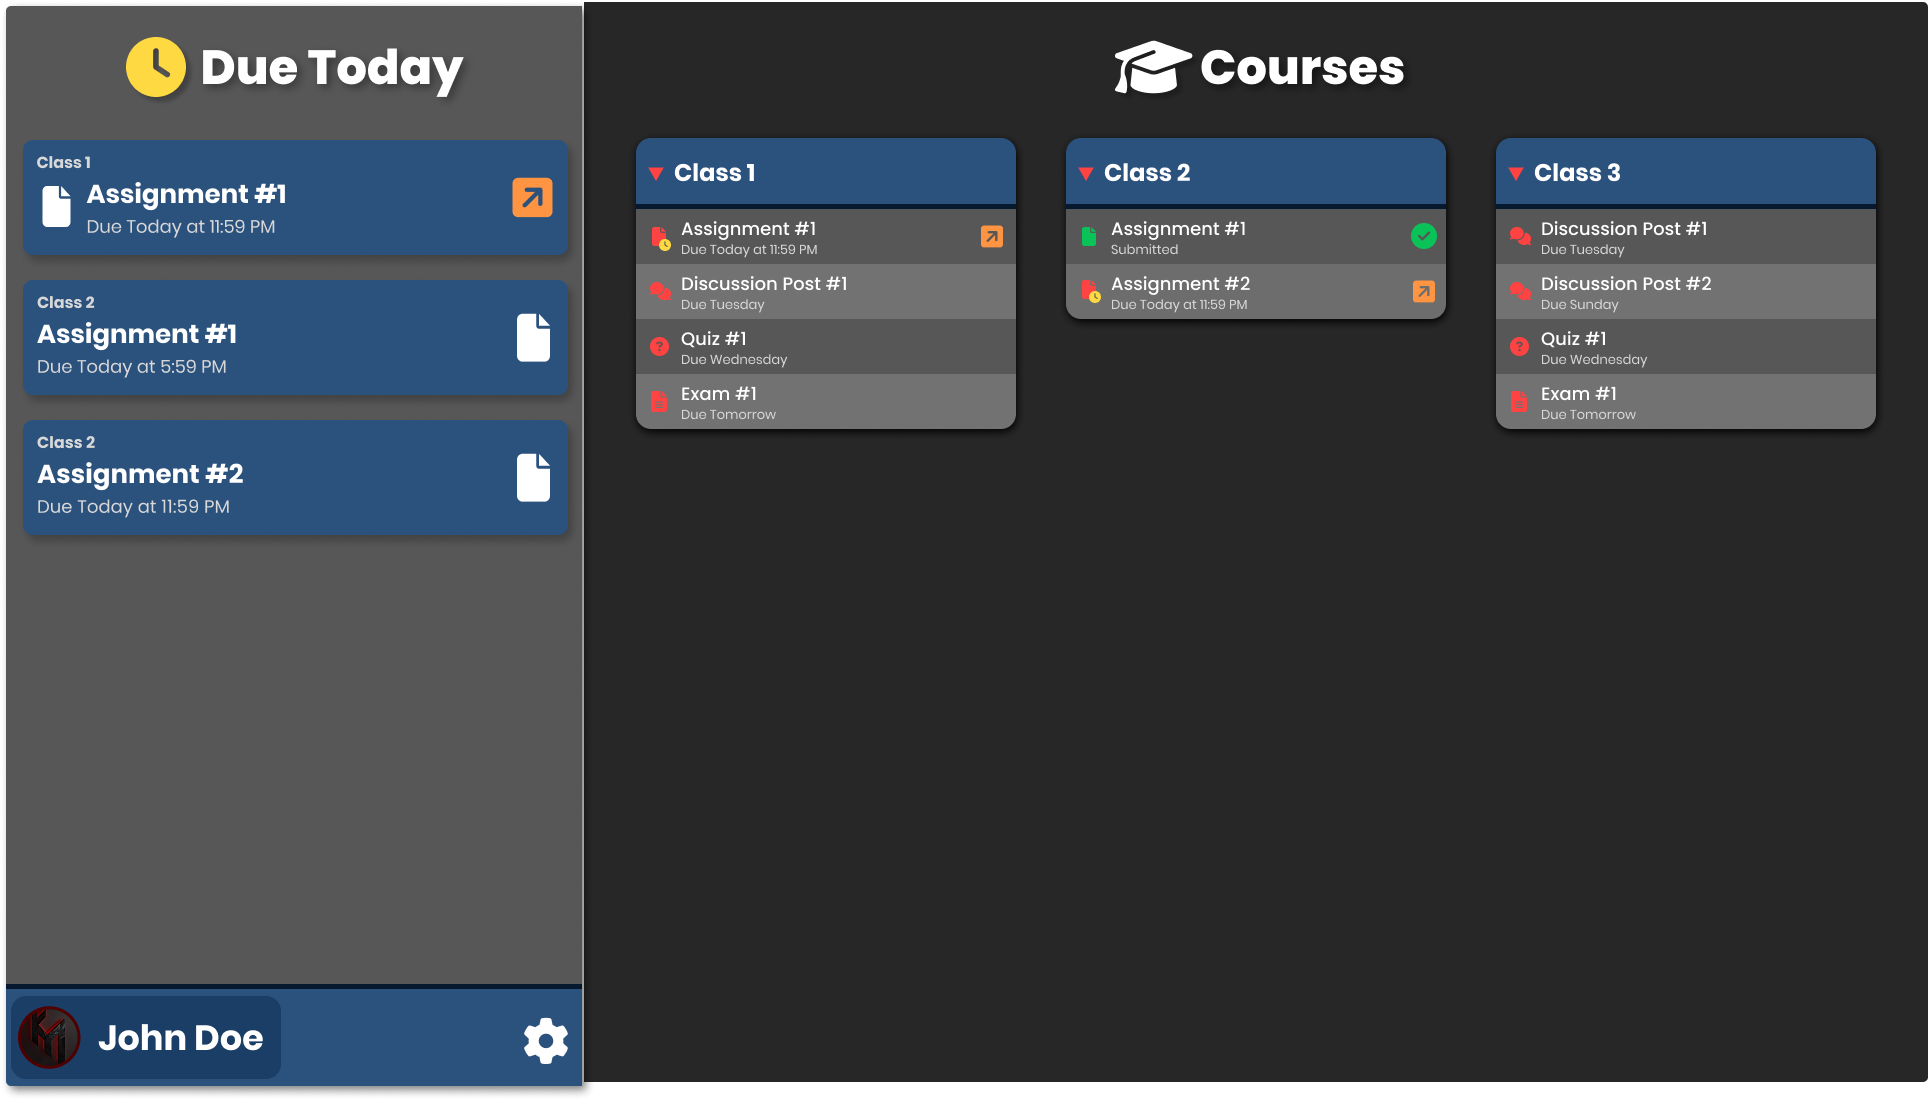 Due Today
Class 1
Assignment #1
Due Today at 11:59 PM
Class 2
Assignment #1
Due Today at 5:59 PM
Class 2
Assignment #2
Due Today at 11:59 PM
John Doe
Courses
Class 1
Assignment #1
Due Today at 11:59 PM
Discussion Post #1
Due Tuesday
Quiz #1
Due Wednesday
Exam #1
Due Tomorrow
Class 2
Assignment #1
Submitted
Assignment #2
Due Today at 11:59 PM
Class 3
Discussion Post #1
Due Tuesday
Discussion Post #2
Due Sunday
Quiz #1
Due Wednesday
Exam #1
Due Tomorrow